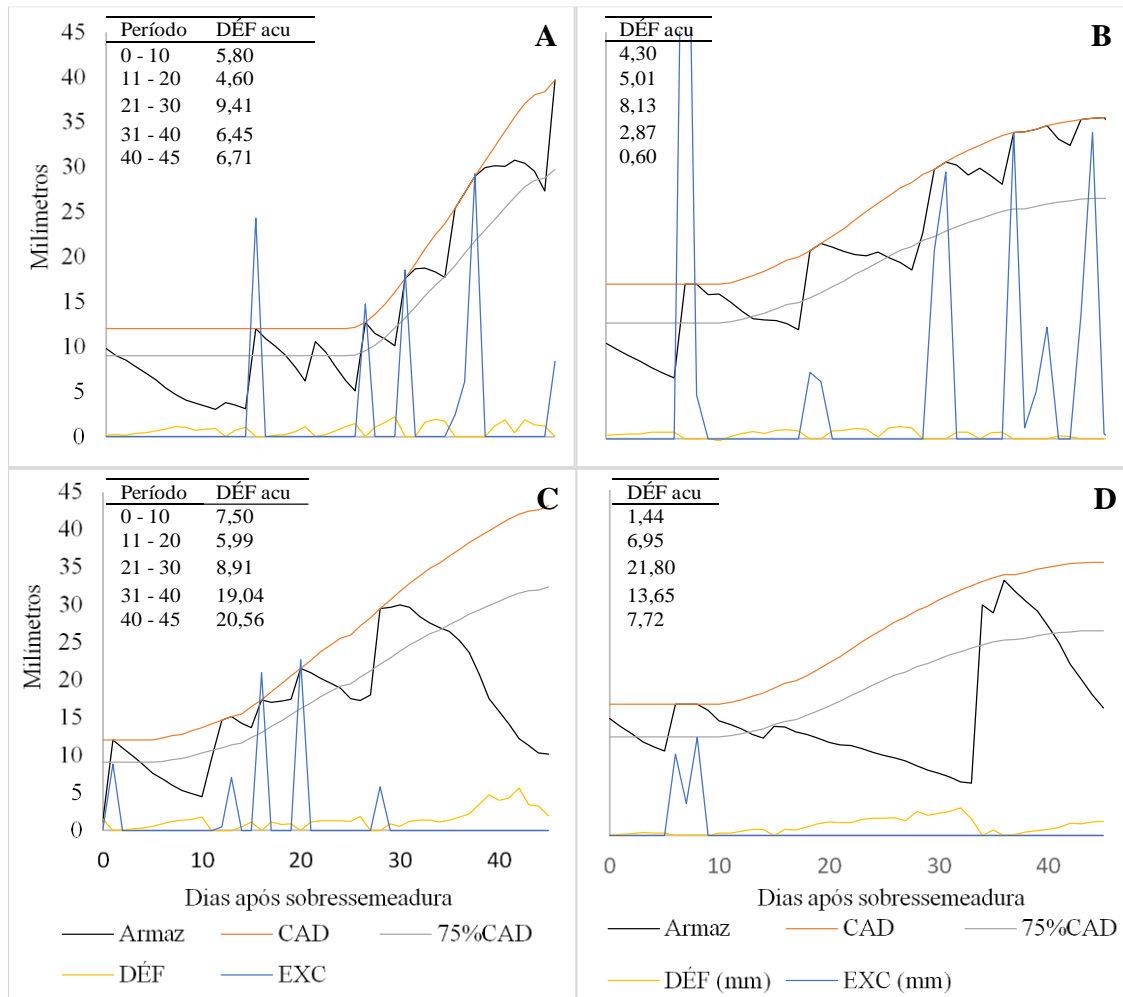 A
Período DÉF acu
0 - 10 5,80
11 - 20 4,60
21 - 30 9,41
31 - 40 6,45
40 - 45 6,71
45
40
35
30
25
20
15
10
5
0
Milímetros
B
DÉF acu
4,30
5,01
8,13
2,87
0,60
C
Período DÉF acu
0 - 10 7,50
11 - 20 5,99
21 - 30 8,91
31 - 40 19,04
40 - 45 20,56
45
40
35
30
25
20
15
10
5
0
Milímetros
0 10 20 30 40
Dias após sobressemeadura
Armaz CAD 75%CAD
DÉF EXC
D
DÉF acu
1,44
6,95
21,80
13,65
7,72
0 10 20 30 40
Dias após sobressemeadura
Armaz CAD 75%CAD
DÉF (mm) EXC (mm)